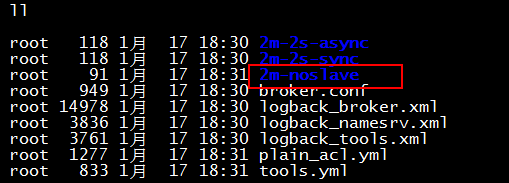 ll
root 118 1月 17 18:30 2m-2s-async
root 118 1月 17 18:30 2m-2s-sync
root 91 1月 17 18:31 2m-noslave
root 949 1月 17 18:30 broker.conf
root 14978 1月 17 18:30 logback_broker.xml
root 3836 1月 17 18:30 logback_namesrv.xml
root 3761 1月 17 18:30 logback_tools.xml
root 1277 1月 17 18:31 plain_acl.yml
root 833 1月 17 18:31 tools.yml